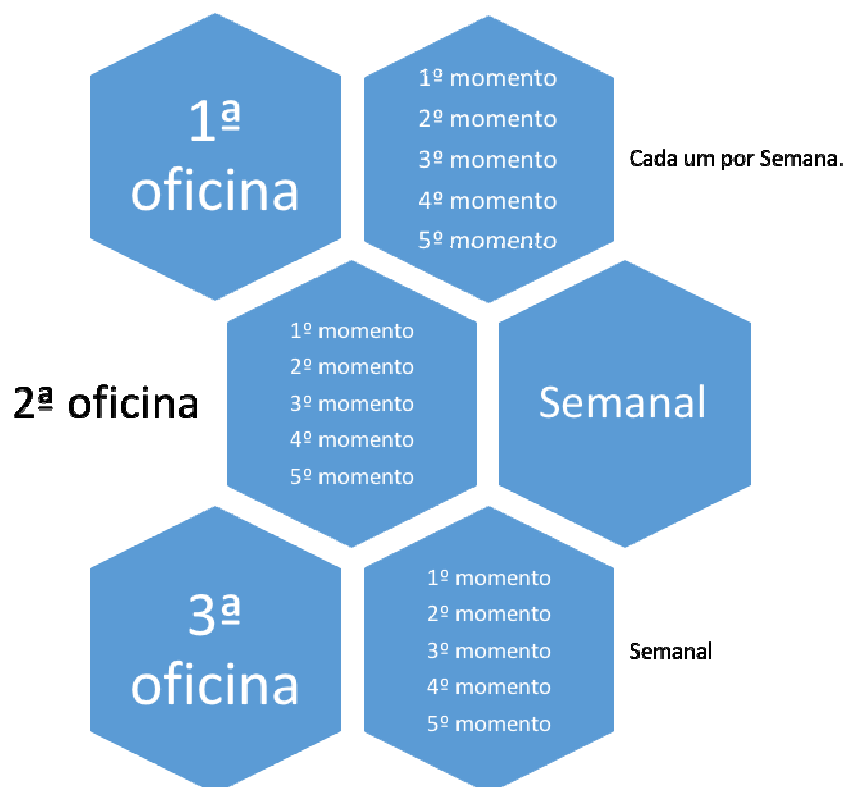 1ª
oficina
1º momento
2º momento
3º momento
4º momento
5º momento
Cada um por Semana.
2ª oficina
1º momento
2º momento
3º momento
4º momento
5º momento
Semanal
3ª
oficina
1º momento
2º momento
3º momento
4º momento
5º momento
Semanal